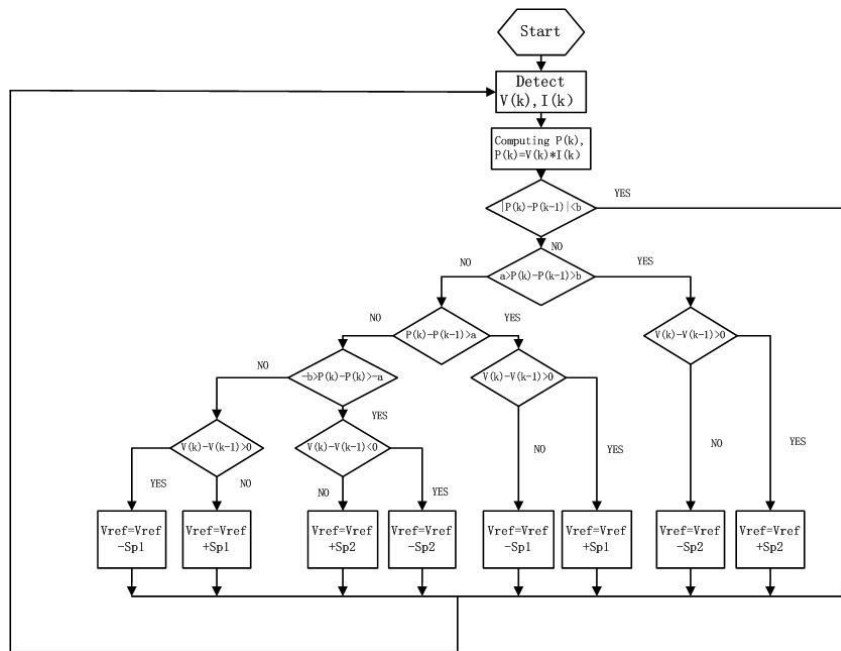 Start
Detect
V(k),I(k)
Computing P(k),
P(k)=V(k)*I(k)
YES
|P(k)-P(k-1)|<b
NO
NO
a>P(k)-P(k-1)>b
YES
NO
P(k)-P(k-1)>a
YES
V(k)-V(k-1)>0
NO
-b>P(k)-P(k)>-a
V(k)-V(k-1)>0
YES
V(k)-V(k-1)>0
V(k)-V(k-1)<0
NO
NO
YES
YES
NO
NO
YES
YES
Vref=Vref
-Sp1
Vref=Vref
+Sp1
Vref=Vref
+Sp2
Vref=Vref
-Sp2
Vref=Vref
-Sp1
Vref=Vref
+Sp1
Vref=Vref
-Sp2
Vref=Vref
+Sp2